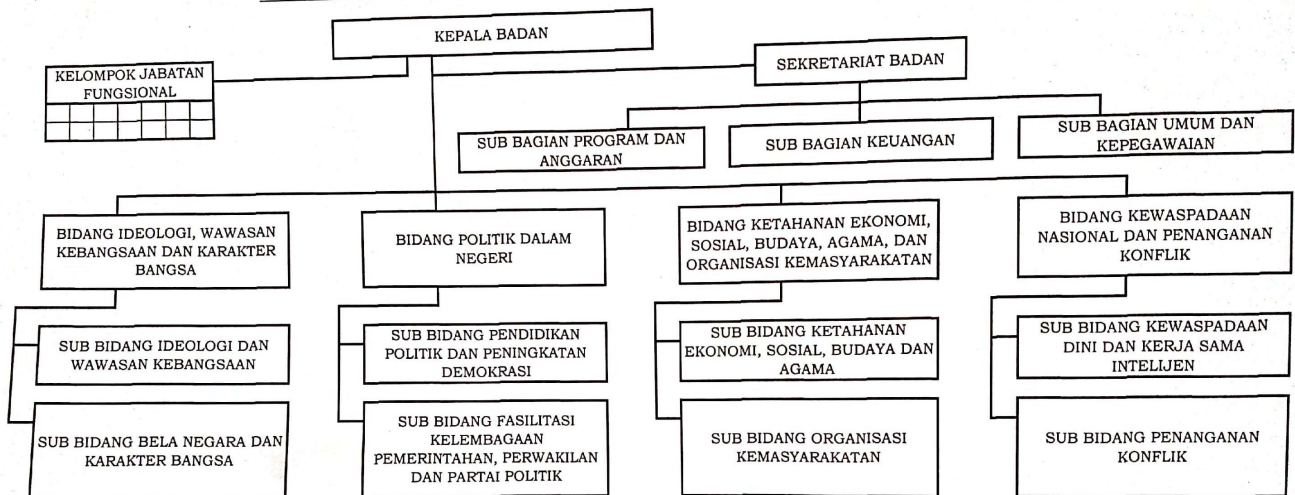 KEPALA BADAN
KELOMPOK JABATAN
FUNGSIONAL
SEKRETARIAT BADAN
SUB BAGIAN PROGRAM DAN
ANGGARAN
SUB BAGIAN KEUANGAN
SUB BAGIAN UMUM DAN
KEPEGAWAIAN
BIDANG IDEOLOGI, WAWASAN
KEBANGSAAN DAN KARAKTER
BANGSA
BIDANG POLITIK DALAM
NEGERI
BIDANG KETAHANAN EKONOMI,
SOSIAL, BUDAYA, AGAMA, DAN
ORGANISASI KEMASYARAKATAN
BIDANG KEWASPADAAN
NASIONAL DAN PENANGANAN
KONFLIK
SUB BIDANG IDEOLOGI DAN
WAWASAN KEBANGSAAN
SUB BIDANG PENDIDIKAN
POLITIK DAN PENINGKATAN
DEMOKRASI
SUB BIDANG KETAHANAN
EKONOMI, SOSIAL, BUDAYA DAN
AGAMA
SUB BIDANG KEWASPADAAN
DINI DAN KERJA SAMA
INTELIJEN
SUB BIDANG BELA NEGARA DAN
KARAKTER BANGSA
SUB BIDANG FASILITASI
KELEMBAGAAN
PEMERINTAHAN, PERWAKILAN
DAN PARTAI POLITIK
SUB BIDANG ORGANISASI
KEMASYARAKATAN
SUB BIDANG PENANGANAN
KONFLIK